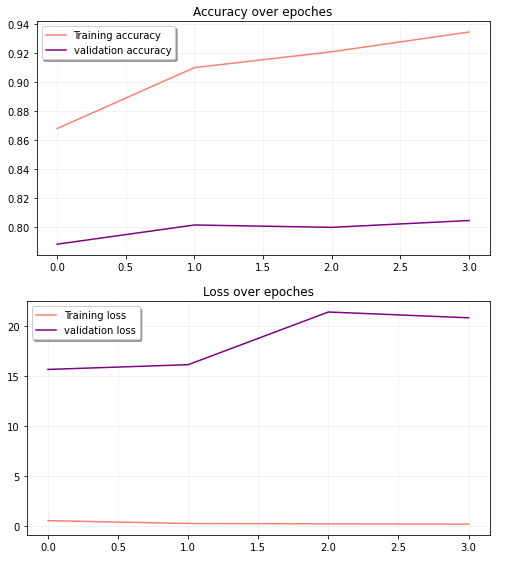 Accuracy over epoches
Training accuracy
validation accuracy
0.94
0.92
0.90
0.88
0.86
0.84
0.82
0.80
0.0 0.5 1.0 1.5 2.0 2.5 3.0
Loss over epoches
Training loss
validation loss
20
15
10
5
0
0.0 0.5 1.0 1.5 2.0 2.5 3.0